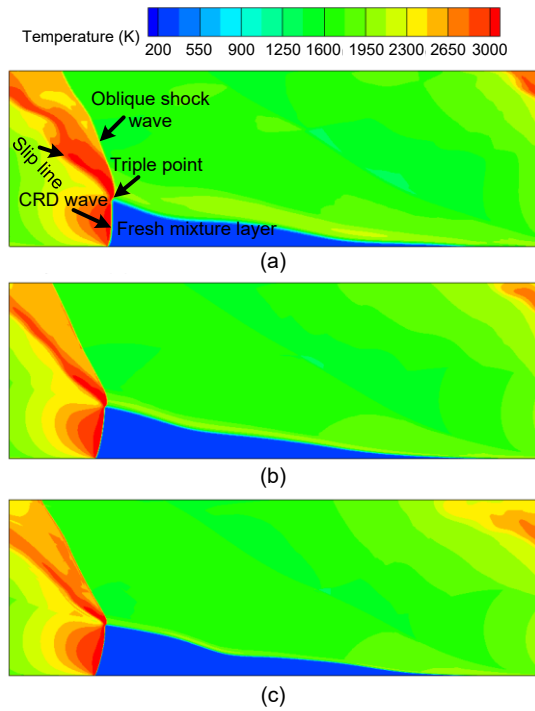 Temperature (K)
200 550 900 1250 1600 1950 2300 2650 3000
Oblique shock
wave
Slip line
Triple point
CRD wave
Fresh mixture layer
(a)
(b)
(c)